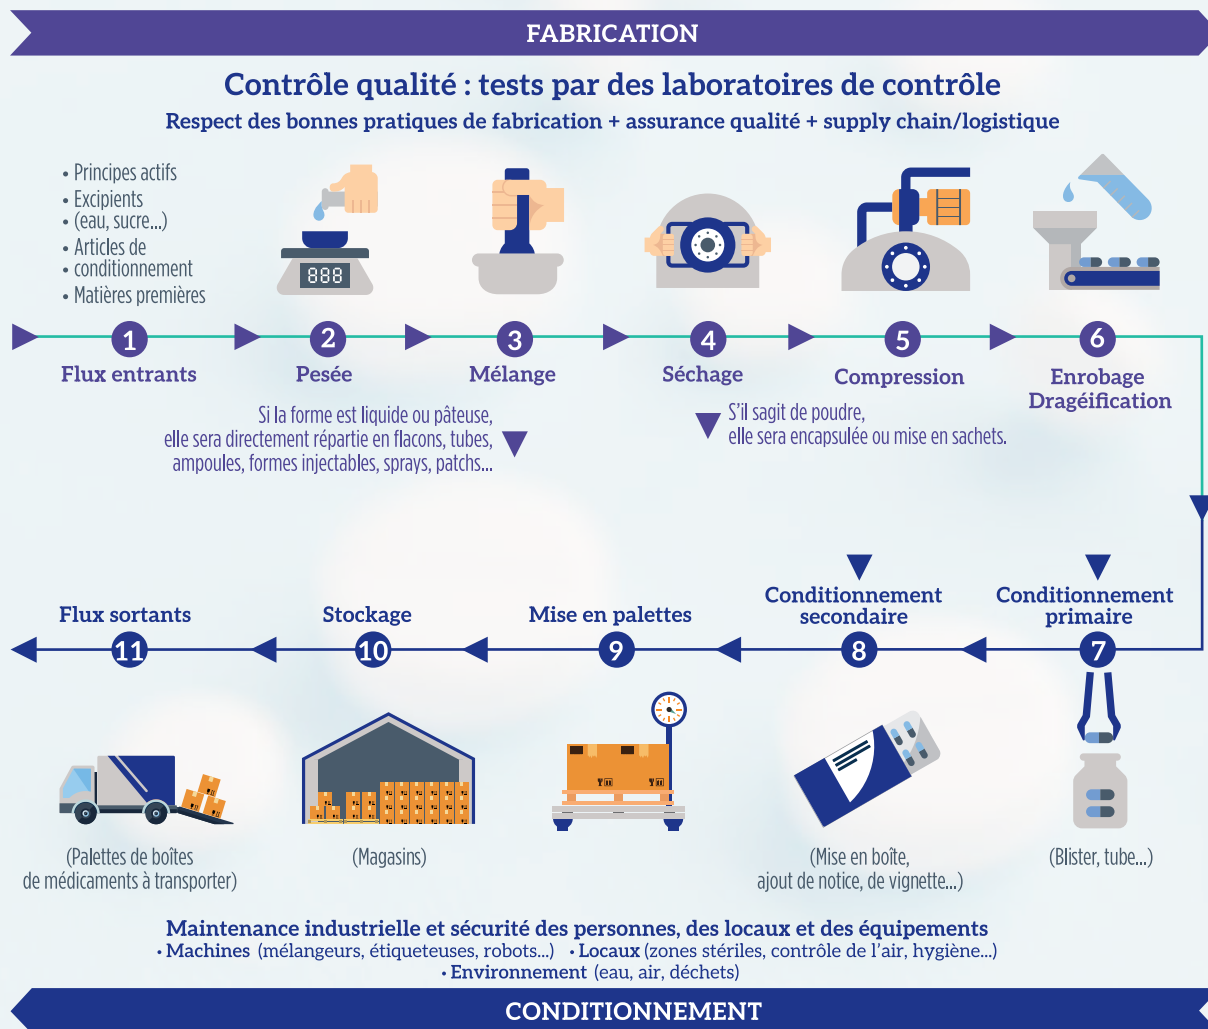 FABRICATION
Contrôle qualité : tests par des laboratoires de contrôle
Respect des bonnes pratiques de fabrication + assurance qualité + supply chain/logistique
• Principes actifs
• Excipients
• (eau, sucre...)
• Articles de
• conditionnement
• Matières premières
888
1
Flux entrants
2
Pesée
3
Mélange
4
Séchage
5
Compression
6
Enrobage
Dragéification
Si la forme est liquide ou pâteuse,
elle sera directement répartie en flacons, tubes,
ampoules, formes injectables, sprays, patchs...
S'il sagit de poudre,
elle sera encapsulée ou mise en sachets.
Conditionnement
primaire
7
(Blister, tube...)
Conditionnement
secondaire
8
(Mise en boîte,
ajout de notice, de vignette...)
Mise en palettes
9
Stockage
10
(Magasins)
Flux sortants
11
(Palettes de boîtes
de médicaments à transporter)
Maintenance industrielle et sécurité des personnes, des locaux et des équipements
• Machines (mélangeurs, étiqueteuses, robots...) • Locaux (zones stériles, contrôle de l'air, hygiène...)
• Environnement (eau, air, déchets)
CONDITIONNEMENT